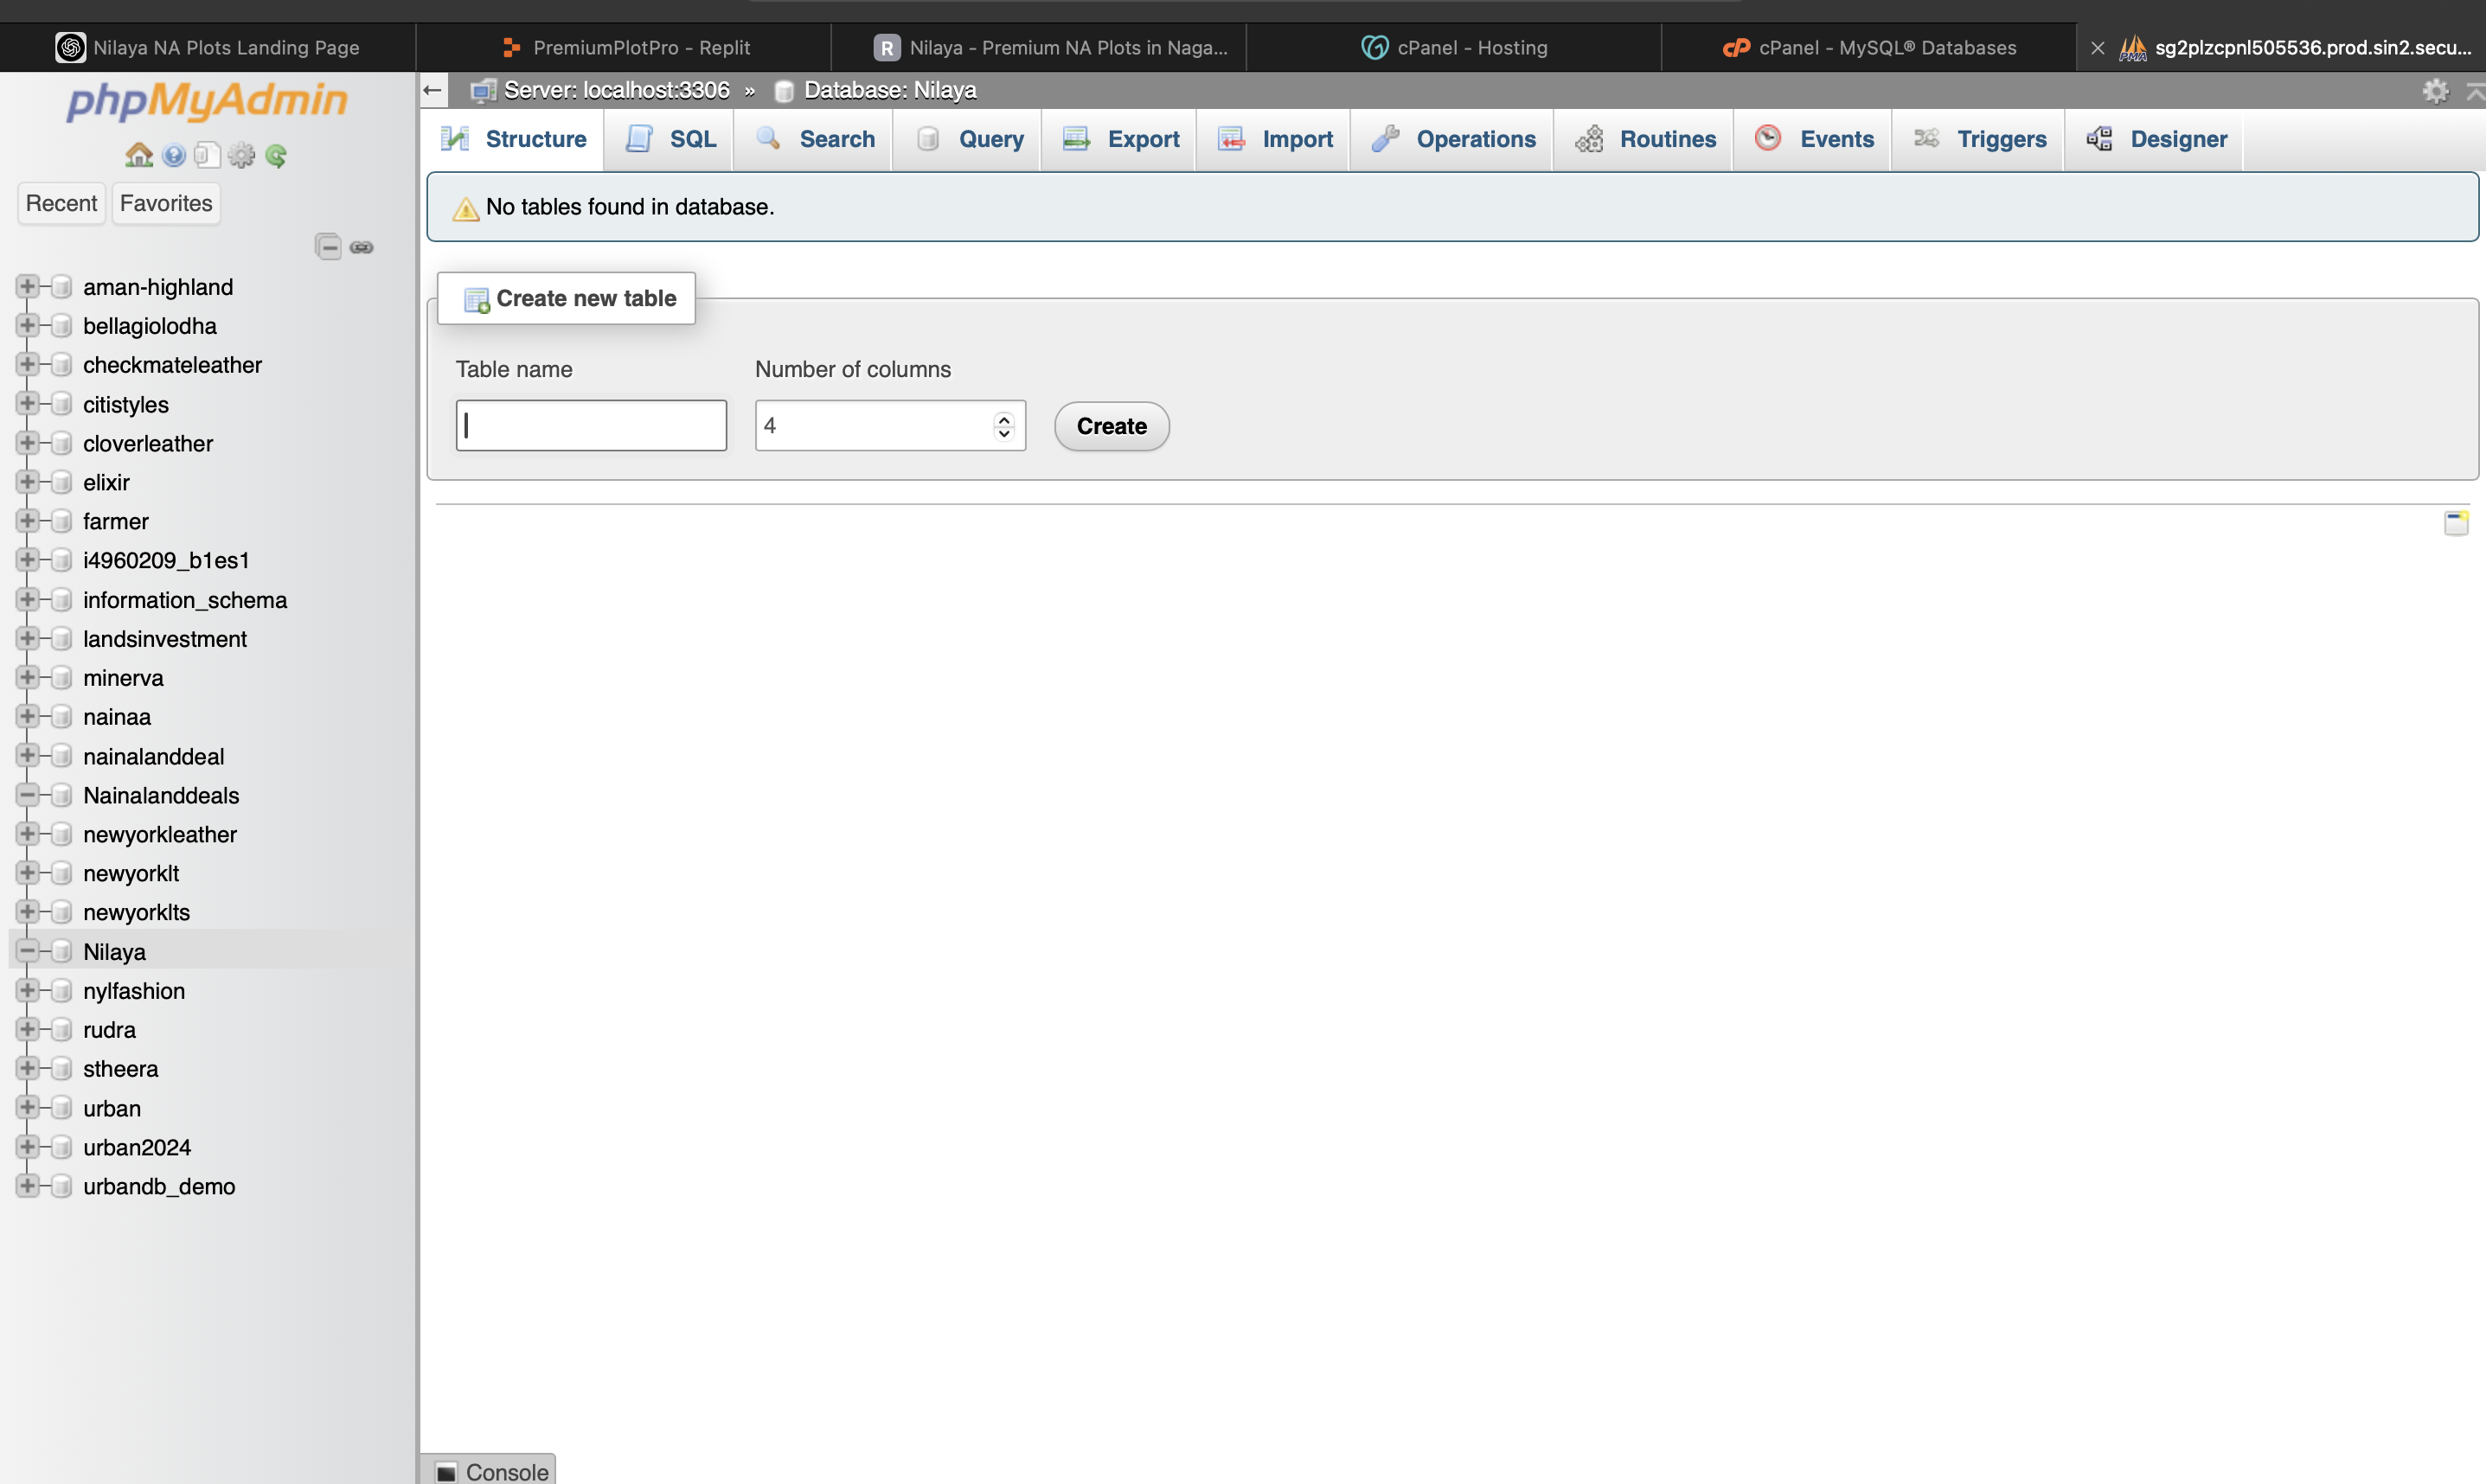 Nilaya NA Plots Landing Page
PremiumPlotPro - Replit
R Nilaya - Premium NA Plots in Naga...
cPanel - Hosting
cP cPanel - MySQL® Databases
PMA sg2plzcpnl505536.prod.sin2.secu...
phpMyAdmin
Recent Favorites
aman-highland
bellagiolodha
checkmateleather
citistyles
cloverleather
elixir
farmer
i4960209_b1es1
information_schema
landsinvestment
minerva
nainaa
nainalanddeal
Nainalanddeals
newyorkleather
newyorklt
newyorklts
Nilaya
nylfashion
rudra
stheera
urban
urban2024
urbandb_demo
Server: localhost:3306 » Database: Nilaya
Structure SQL Search Query Export Import Operations Routines Events Triggers Designer
No tables found in database.
Create new table
Table name Number of columns
4 Create
Console